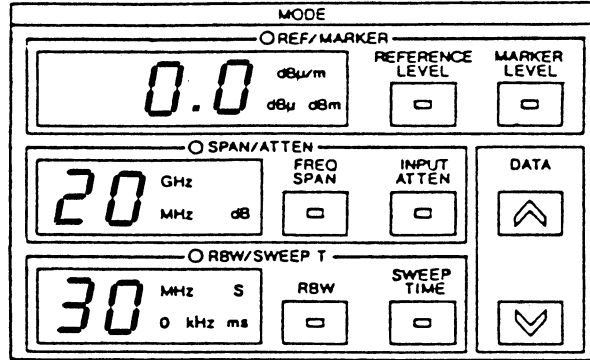 MODE
REF/MARKER
0.0
dBμ/m
dBμ dBm
REFERENCE
LEVEL
MARKER
LEVEL
SPAN/ATTEN
20
GHz
MHz dB
FREQ
SPAN
INPUT
ATTEN
DATA
RBW/SWEEP T
30
MHz S
0 kHz ms
RBW
SWEEP
TIME